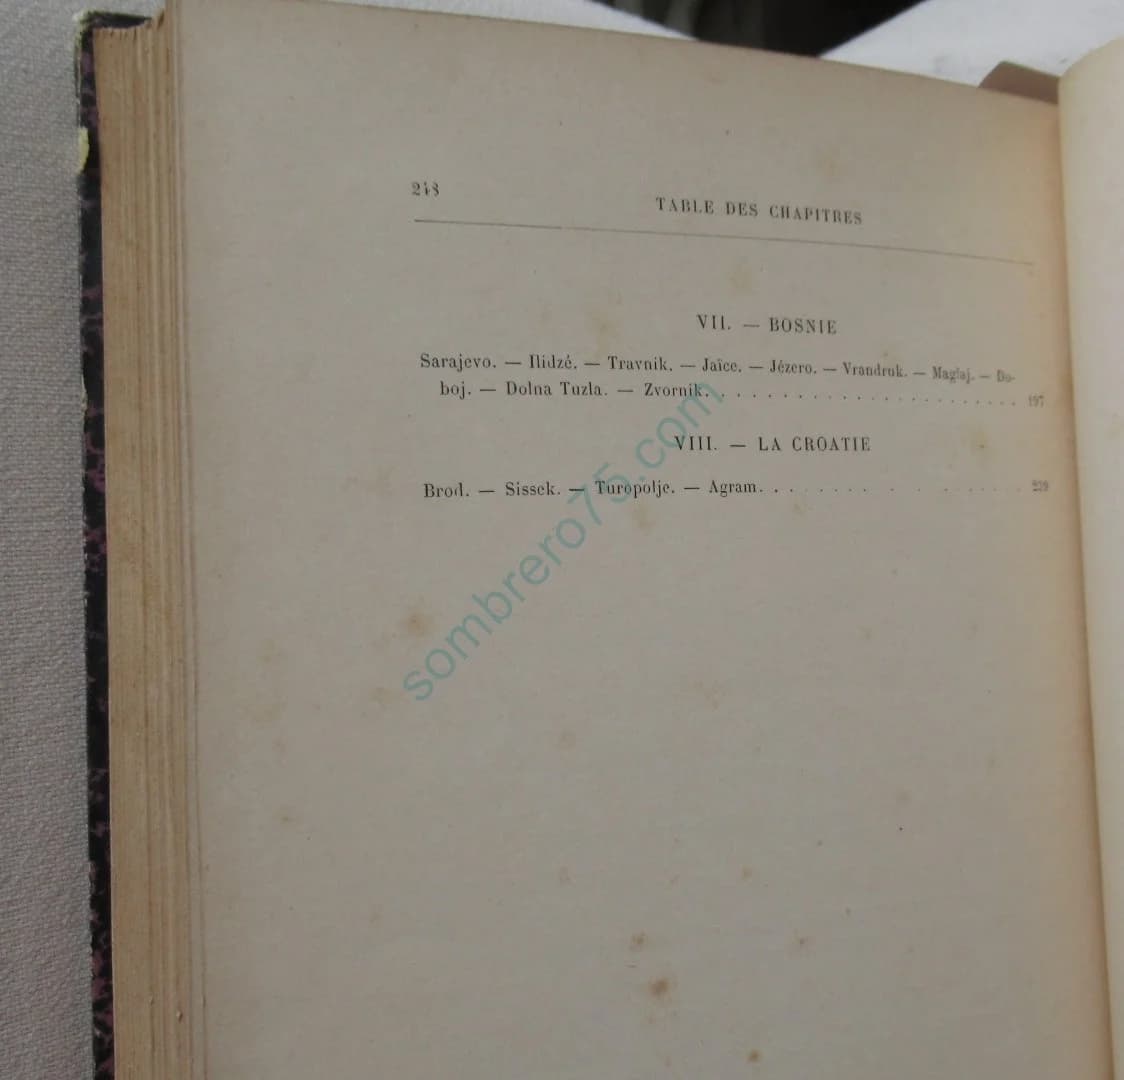 248
TABLE DES CHAPITRES
VII. — BOSNIE
Sarajevo. — Ilidzé. — Travnik. — Jaïce. — Jézero. — Vranduk. — Maglaj. — Do-
boj. — Dolna Tuzla. — Zvornik. . . . . . . . . . . . . . . . . . . . . . . 197
VIII. — LA CROATIE
Brod. — Sissek. — Turopolje. — Agram. . . . . . . . . . . . . . . .
sombrero75.com